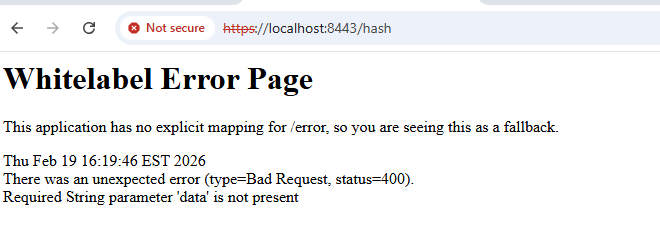 Not secure https://localhost:8443/hash
Whitelabel Error Page
This application has no explicit mapping for /error, so you are seeing this as a fallback.
Thu Feb 19 16:19:46 EST 2026
There was an unexpected error (type=Bad Request, status=400).
Required String parameter 'data' is not present